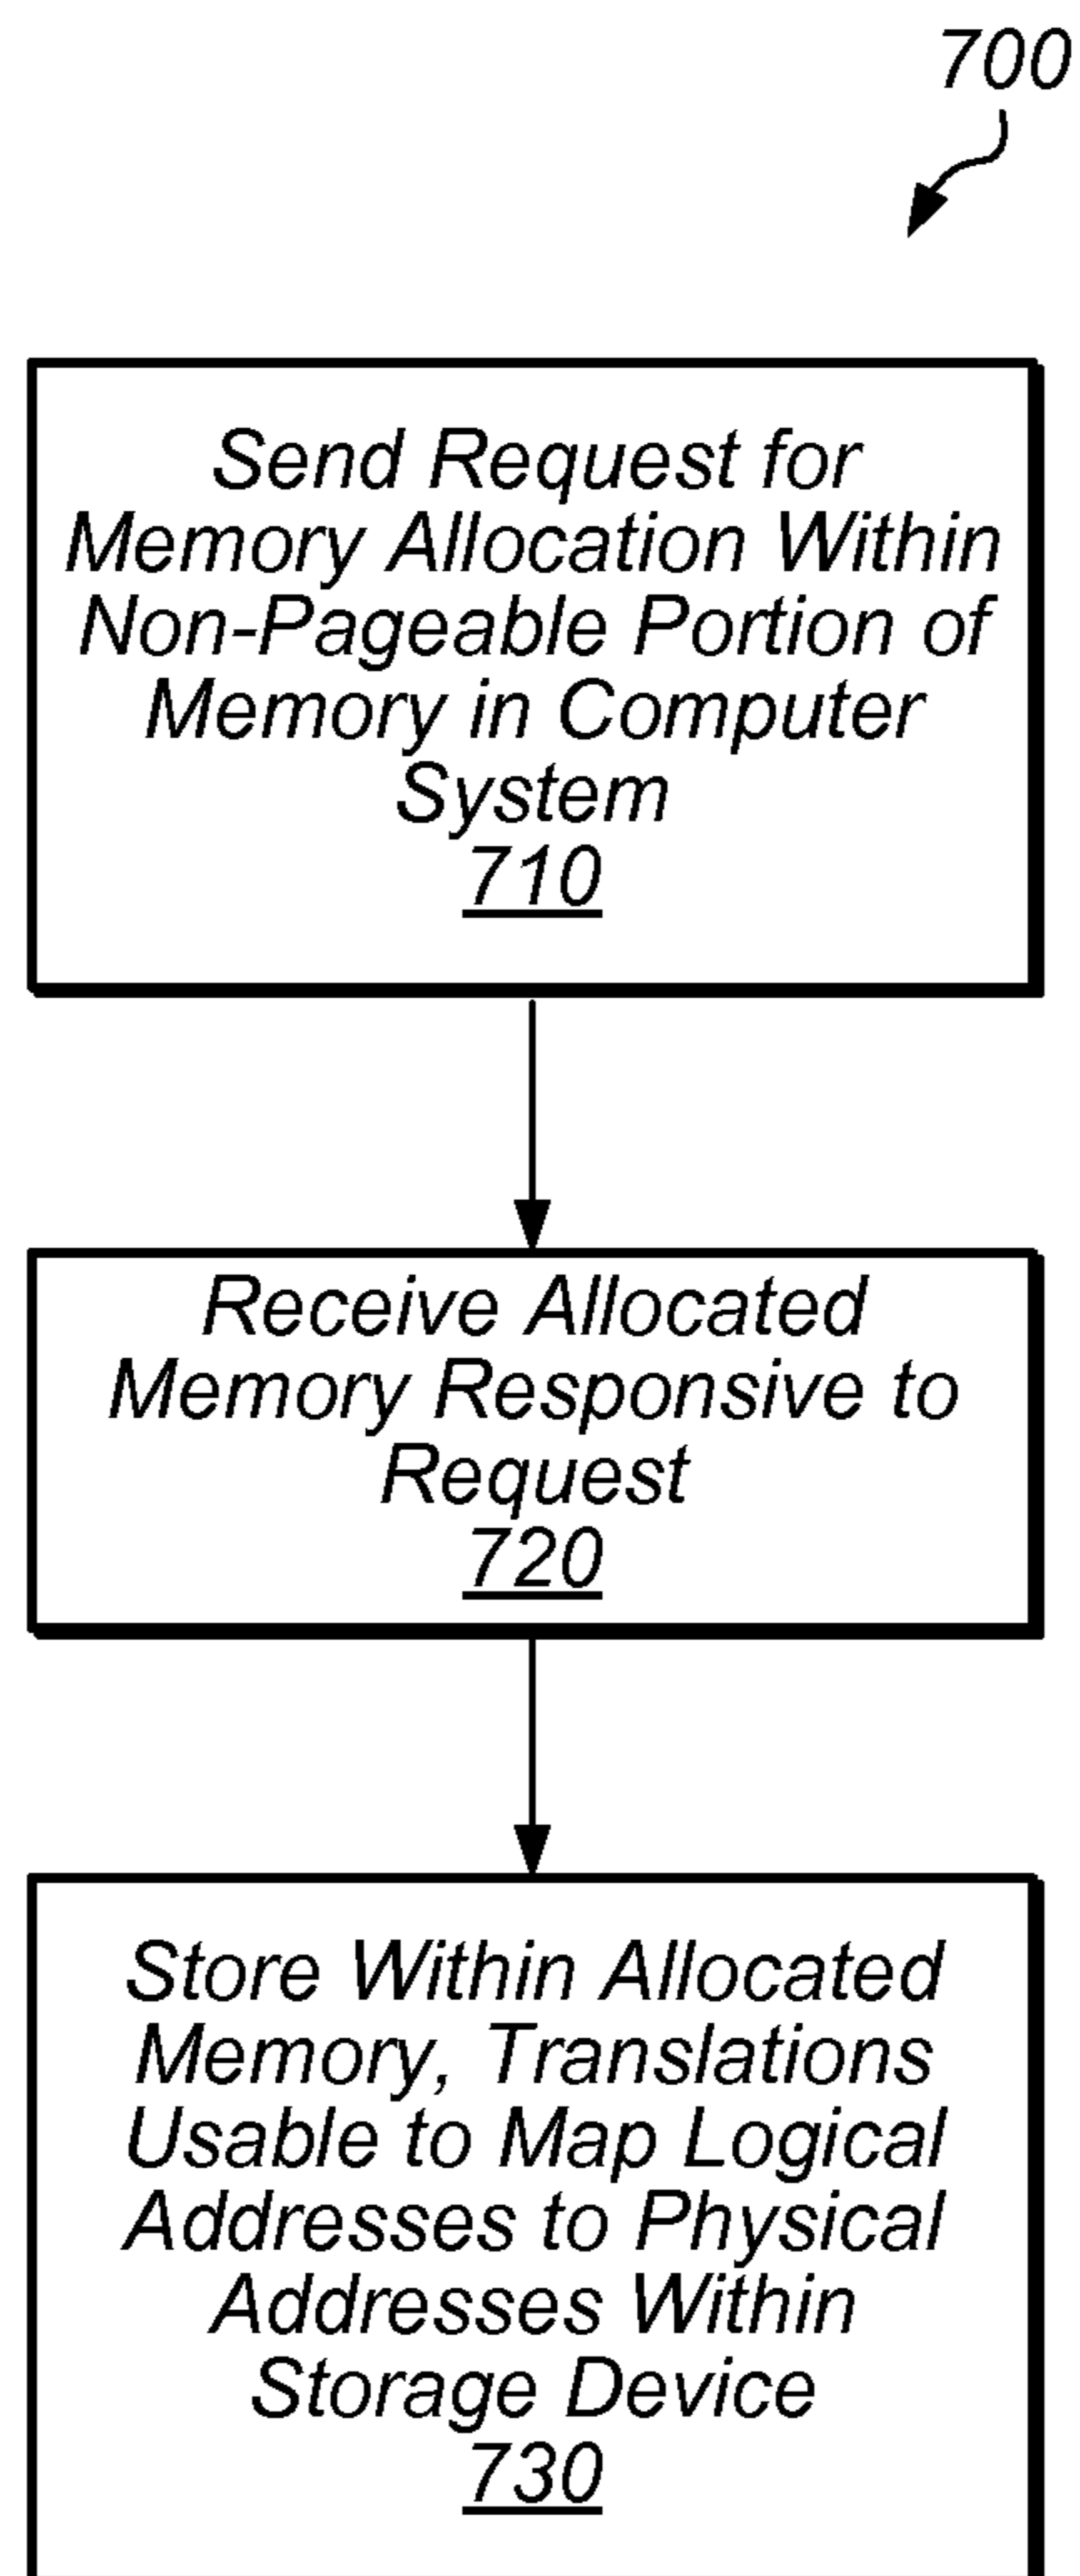 700
Send Request for
Memory Allocation Within
Non-Pageable Portion of
Memory in Computer
System
710
Receive Allocated
Memory Responsive to
Request
720
Store Within Allocated
Memory, Translations
Usable to Map Logical
Addresses to Physical
Addresses Within
Storage Device
730